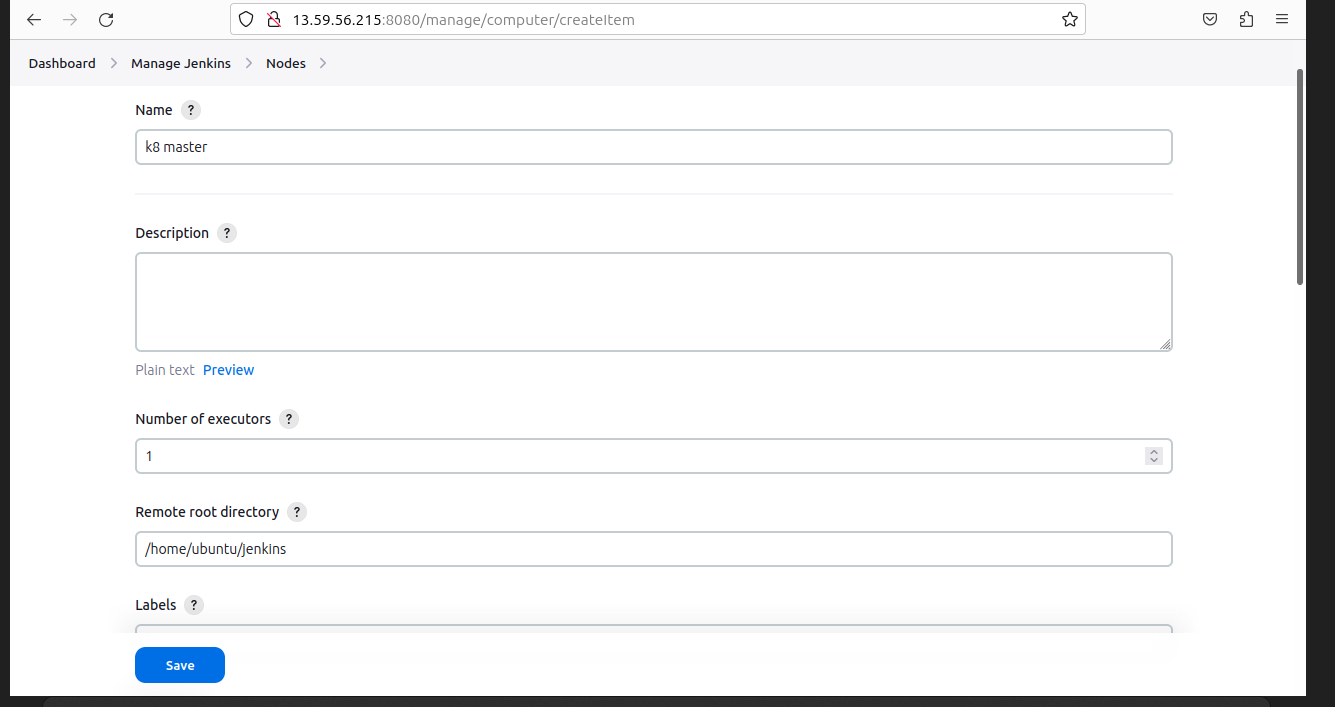 13.59.56.215:8080/manage/computer/createItem
Dashboard > Manage Jenkins > Nodes >
Name ?
k8 master
Description ?
Plain text Preview
Number of executors ?
1
Remote root directory ?
/home/ubuntu/jenkins
Labels ?
Save